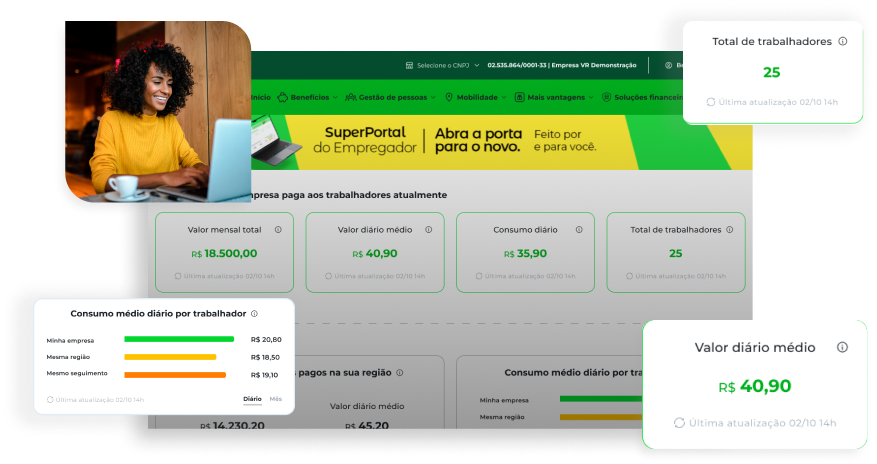 Total de trabalhadores
25
Última atualização 02/10 14h
Selecione o CNPJ
02.535.864/0001-33 | Empresa VR Demonstração
Início
Benefícios
Gestão de pessoas
Mobilidade
Mais vantagens
Soluções financei
SuperPortal
do Empregador
Abra a porta
para o novo.
Feito por
e para você.
presa paga aos trabalhadores atualmente
Valor mensal total
R$ 18.500,00
Última atualização 02/10 14h
Valor diário médio
R$ 40,90
Última atualização 02/10 14h
Consumo diário
R$ 35,90
Última atualização 02/10 14h
Total de trabalhadores
25
Última atualização 02/10 14h
Consumo médio diário por trabalhador
Minha empresa R$ 20,80
Mesma região R$ 18,50
Mesmo seguimento R$ 19,10
Última atualização 02/10 14h
Diário Mês
pagos na sua região
Valor diário médio
R$ 14.230,20
R$ 45,20
Consumo médio diário por tra
Minha empresa
Mesma região
Valor diário médio
R$ 40,90
Última atualização 02/10 14h